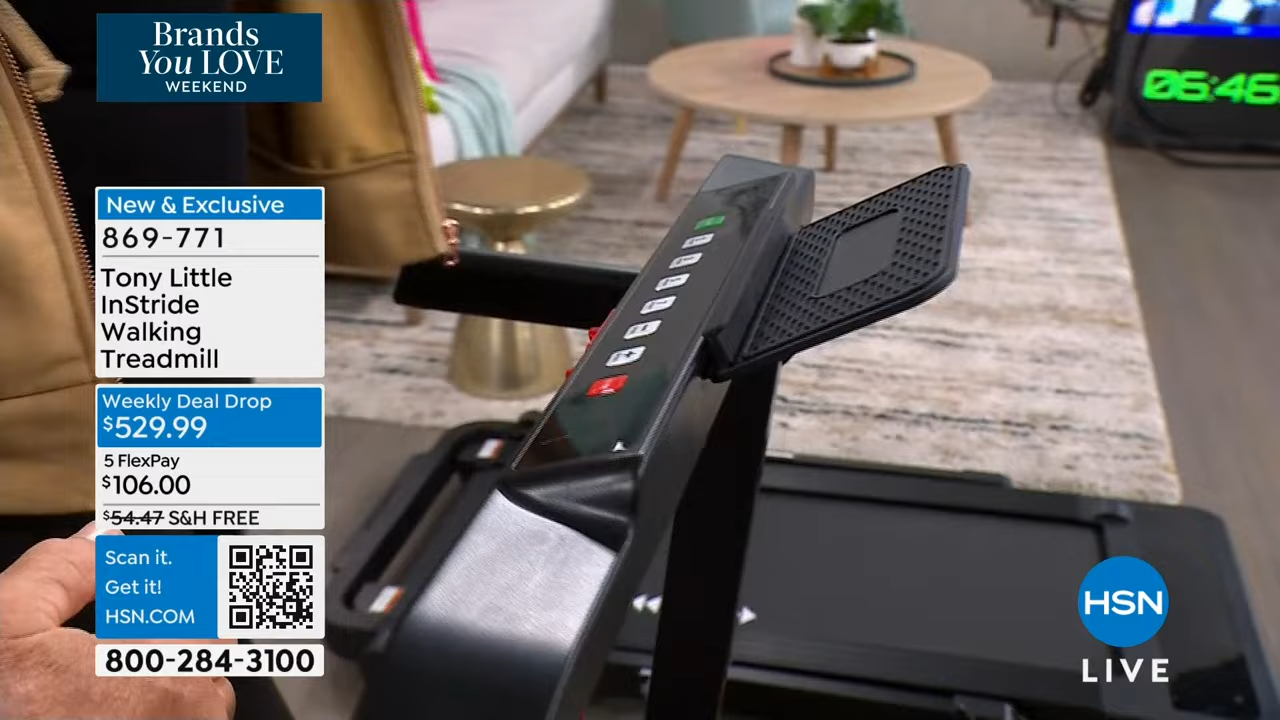 Brands
You LOVE
WEEKEND
06:46
New & Exclusive
869-771
Tony Little
InStride
Walking
Treadmill
Weekly Deal Drop
$529.99
5 FlexPay
$106.00
$54.47 S&H FREE
Scan it.
Get it!
HSN.COM
800-284-3100
HSN
LIVE